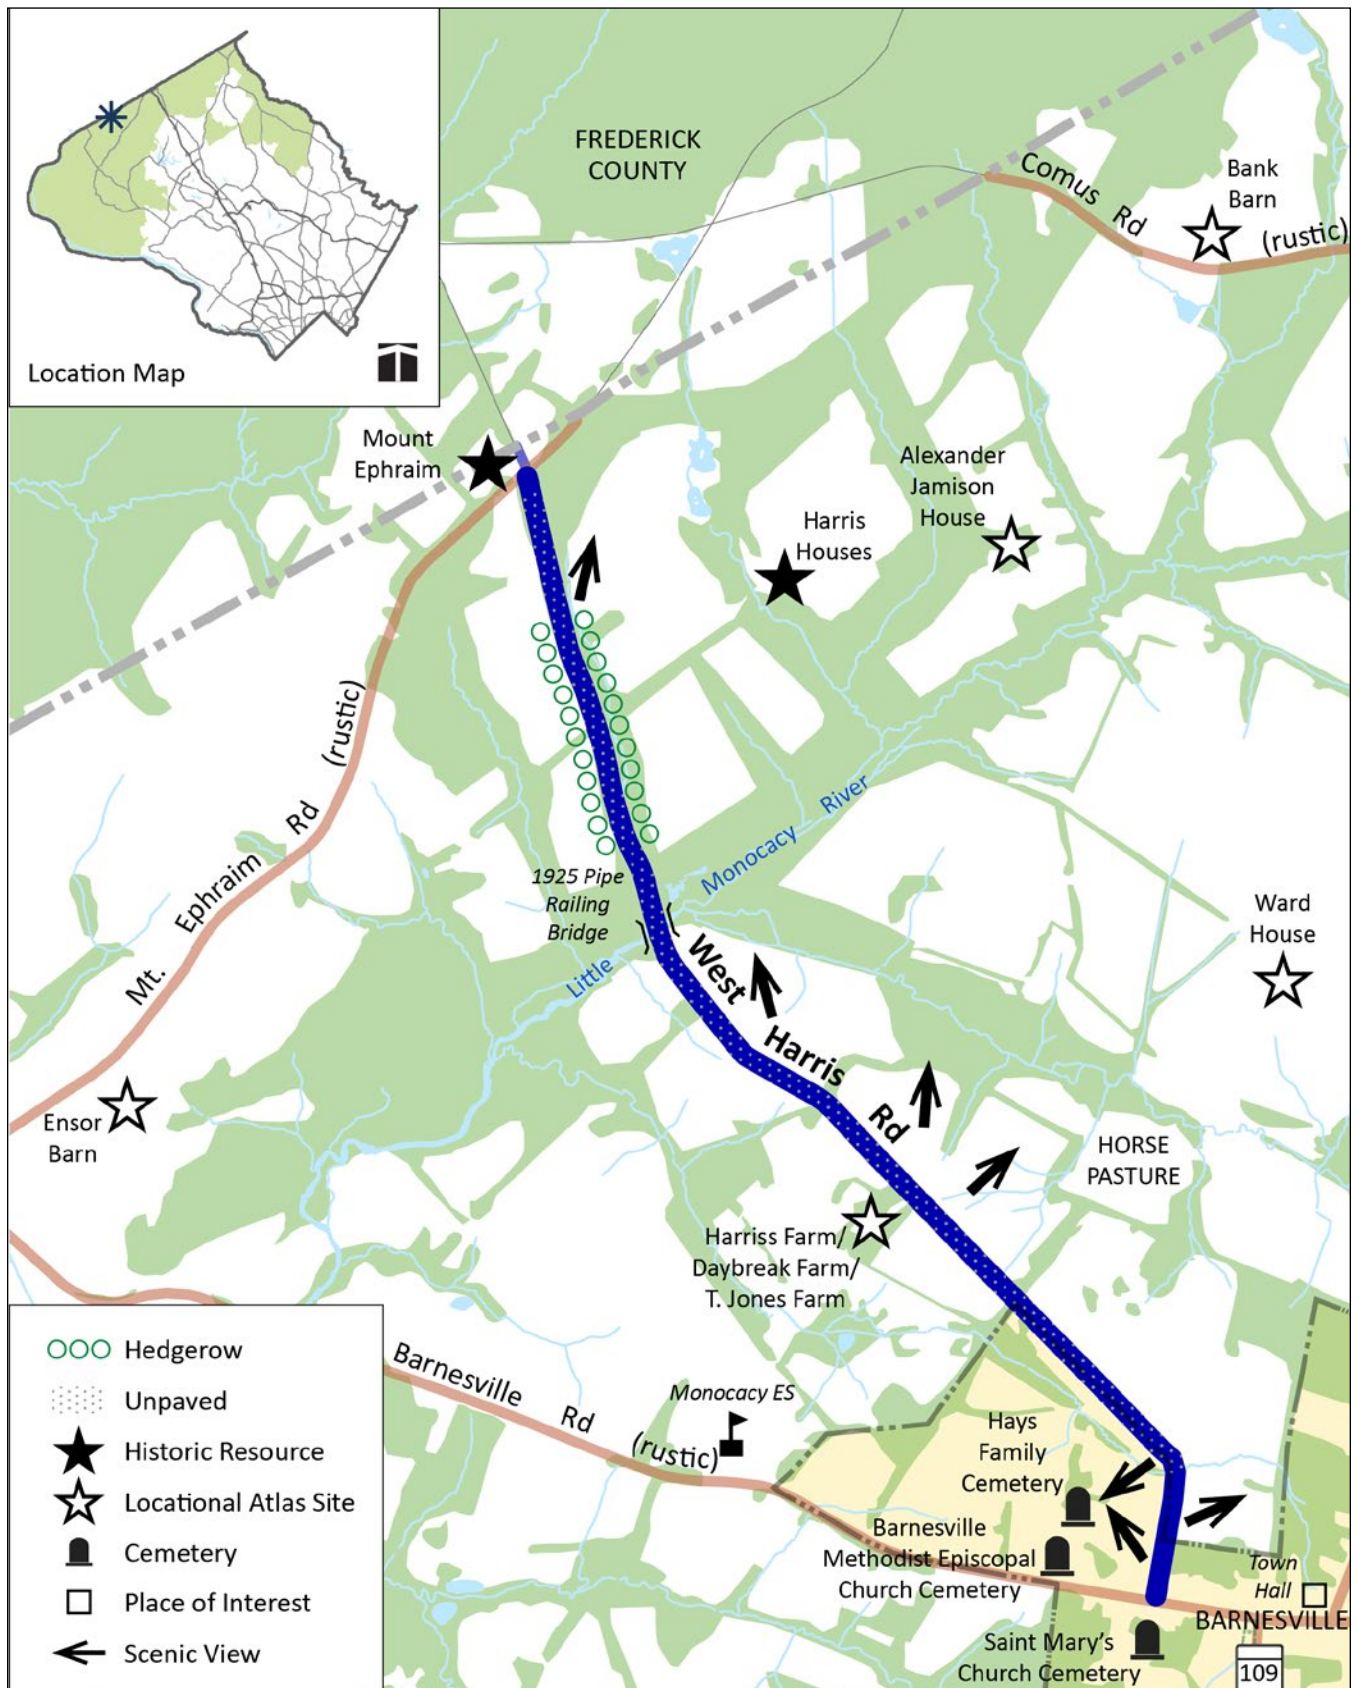 Location Map
FREDERICK
COUNTY
Comus Rd (rustic)
Bank
Barn
Mount
Ephraim
Alexander
Jamison
House
Harris
Houses
Mt. Ephraim Rd (rustic)
1925 Pipe
Railing
Bridge
Little Monocacy River
West Harris Rd
Ward
House
Ensor
Barn
HORSE
PASTURE
Harriss Farm/
Daybreak Farm/
T. Jones Farm
Barnesville Rd (rustic)
Monocacy ES
Hays
Family
Cemetery
Barnesville
Methodist Episcopal
Church Cemetery
Town
Hall
BARNESVILLE
Saint Mary's
Church Cemetery
109
Hedgerow
Unpaved
Historic Resource
Locational Atlas Site
Cemetery
Place of Interest
Scenic View